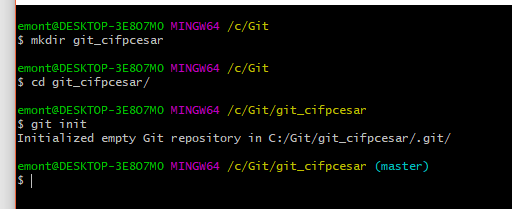 emont@DESKTOP-3E8O7MO MINGW64 /c/Git
$ mkdir git_cifpcesar
emont@DESKTOP-3E8O7MO MINGW64 /c/Git
$ cd git_cifpcesar/
emont@DESKTOP-3E8O7MO MINGW64 /c/Git/git_cifpcesar
$ git init
Initialized empty Git repository in C:/Git/git_cifpcesar/.git/
emont@DESKTOP-3E8O7MO MINGW64 /c/Git/git_cifpcesar (master)
$